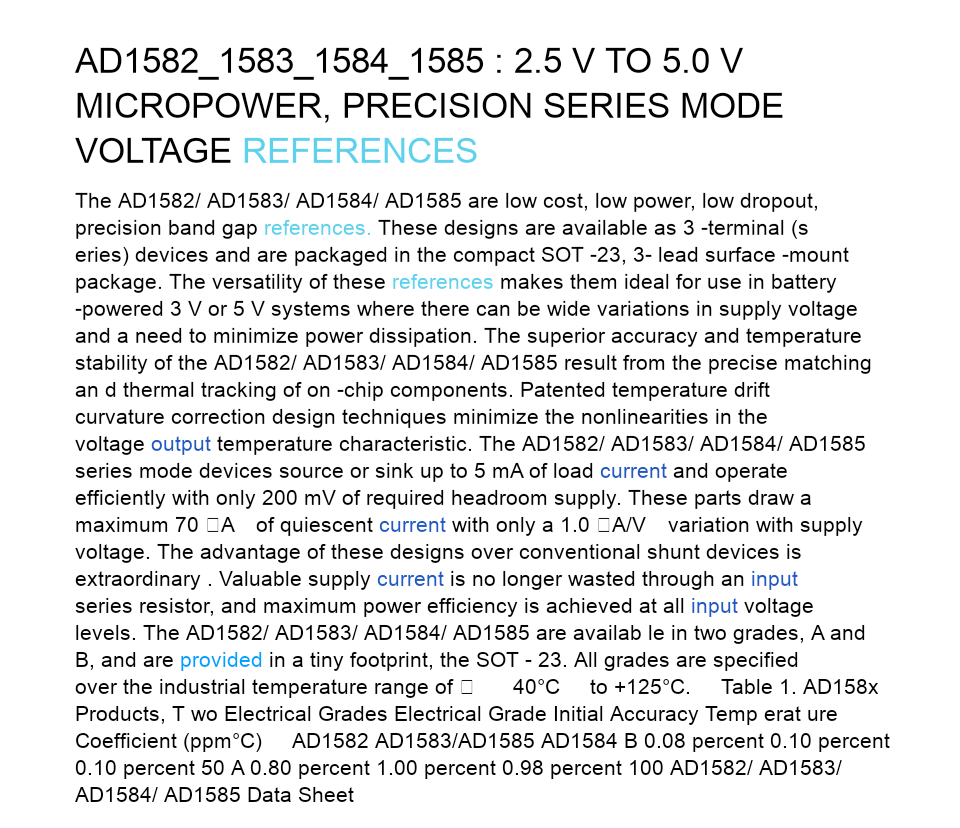 AD1582_1583_1584_1585 : 2.5 V TO 5.0 V
MICROPOWER, PRECISION SERIES MODE
VOLTAGE REFERENCES
The AD1582/ AD1583/ AD1584/ AD1585 are low cost, low power, low dropout,
precision band gap references. These designs are available as 3 -terminal (s
eries) devices and are packaged in the compact SOT -23, 3- lead surface -mount
package. The versatility of these references makes them ideal for use in battery
-powered 3 V or 5 V systems where there can be wide variations in supply voltage
and a need to minimize power dissipation. The superior accuracy and temperature
stability of the AD1582/ AD1583/ AD1584/ AD1585 result from the precise matching
an d thermal tracking of on -chip components. Patented temperature drift
curvature correction design techniques minimize the nonlinearities in the
voltage output temperature characteristic. The AD1582/ AD1583/ AD1584/ AD1585
series mode devices source or sink up to 5 mA of load current and operate
efficiently with only 200 mV of required headroom supply. These parts draw a
maximum 70 □A of quiescent current with only a 1.0 □A/V variation with supply
voltage. The advantage of these designs over conventional shunt devices is
extraordinary . Valuable supply current is no longer wasted through an input
series resistor, and maximum power efficiency is achieved at all input voltage
levels. The AD1582/ AD1583/ AD1584/ AD1585 are availab le in two grades, A and
B, and are provided in a tiny footprint, the SOT - 23. All grades are specified
over the industrial temperature range of □ 40°C to +125°C. Table 1. AD158x
Products, T wo Electrical Grades Electrical Grade Initial Accuracy Temp erat ure
Coefficient (ppm°C) AD1582 AD1583/AD1585 AD1584 B 0.08 percent 0.10 percent
0.10 percent 50 A 0.80 percent 1.00 percent 0.98 percent 100 AD1582/ AD1583/
AD1584/ AD1585 Data Sheet